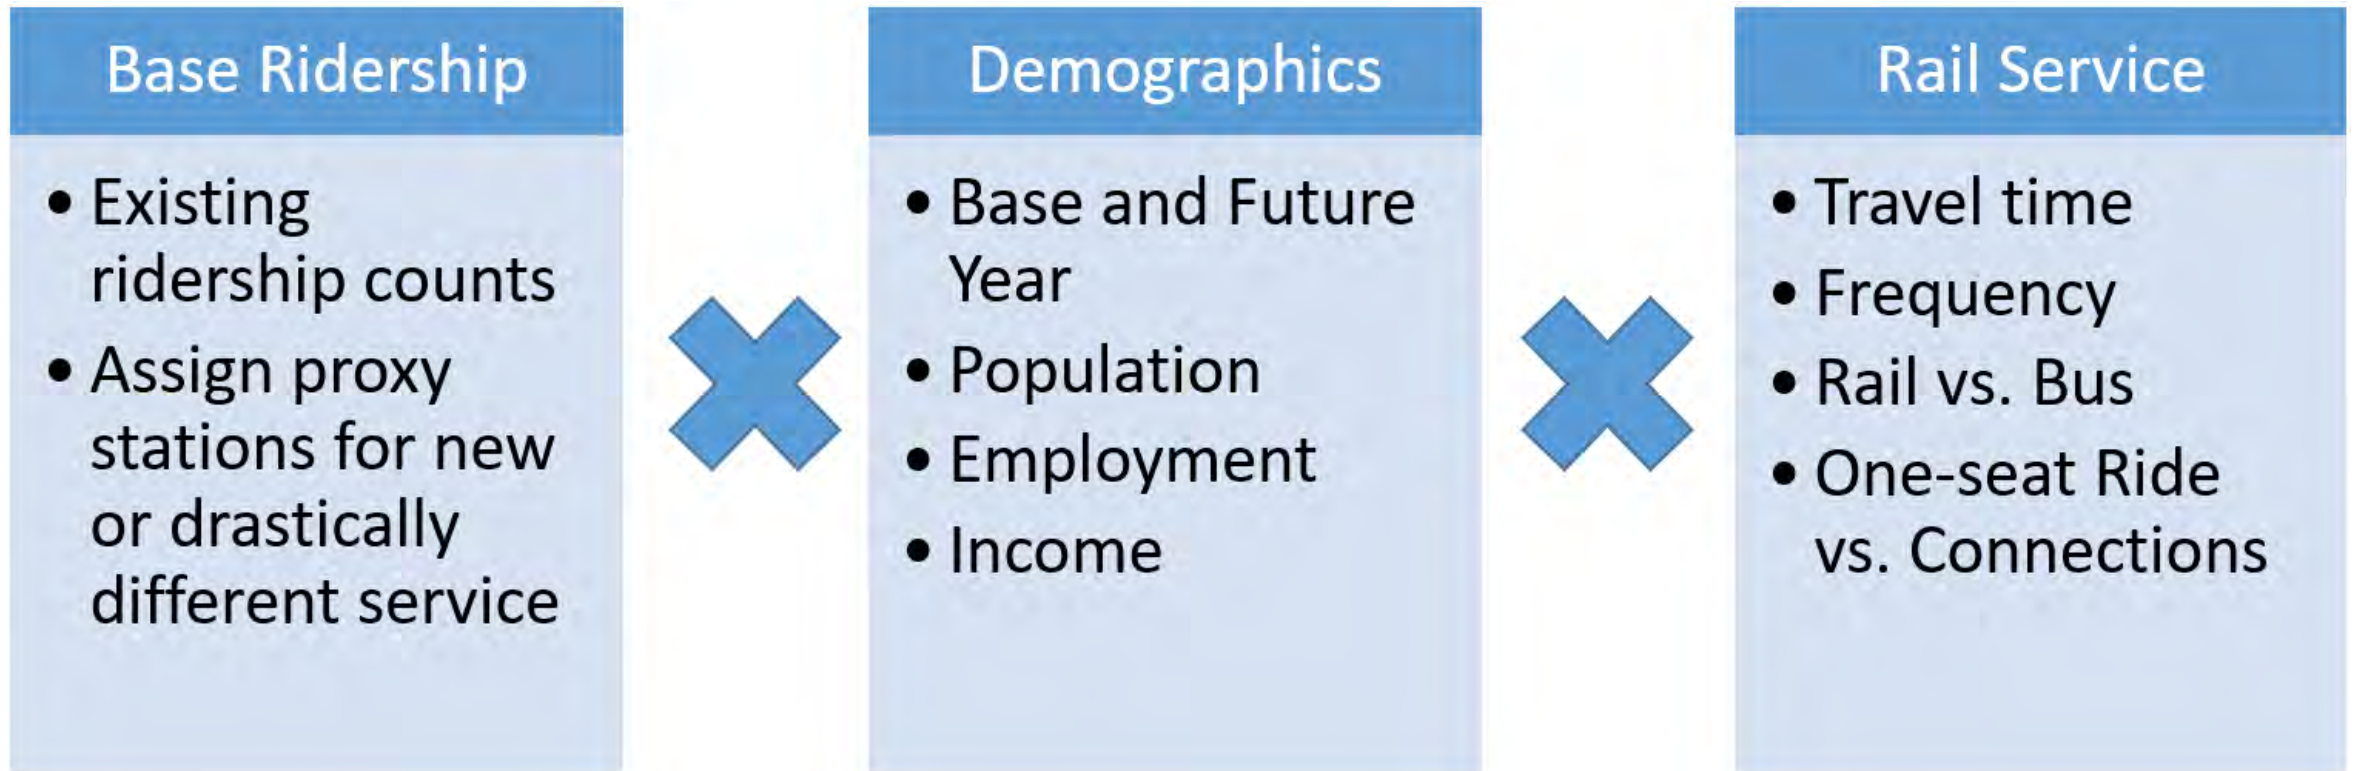 Base Ridership
• Existing
ridership counts
• Assign proxy
stations for new
or drastically
different service
Demographics
• Base and Future
Year
• Population
• Employment
• Income
Rail Service
• Travel time
• Frequency
• Rail vs. Bus
• One-seat Ride
vs. Connections